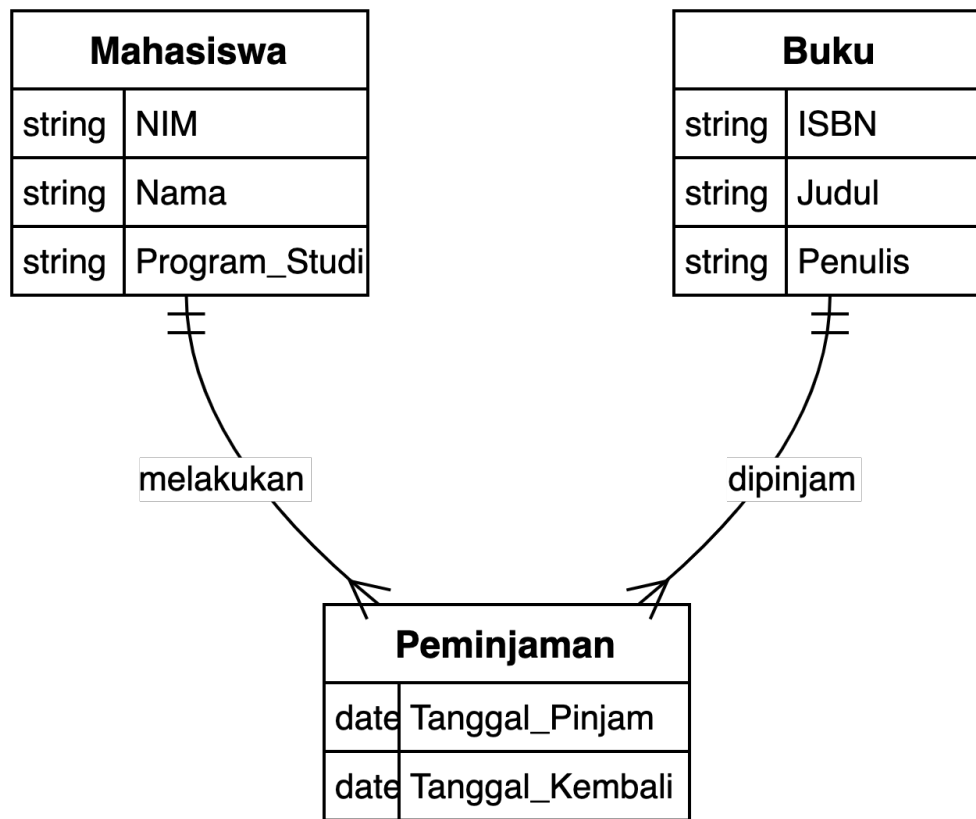 Mahasiswa
string NIM
string Nama
string Program_Studi
Buku
string ISBN
string Judul
string Penulis
melakukan
dipinjam
Peminjaman
date Tanggal_Pinjam
date Tanggal_Kembali